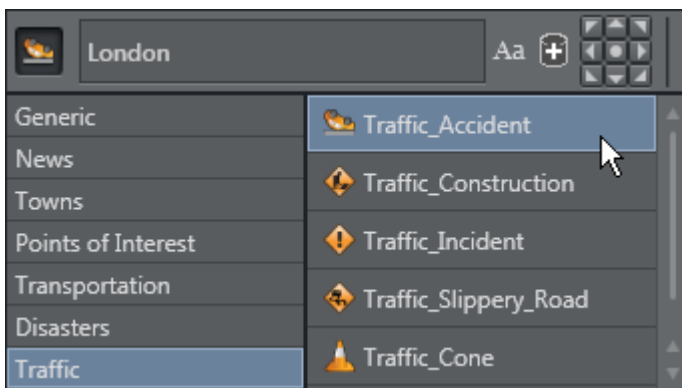 London Aa
Generic
News
Towns
Points of Interest
Transportation
Disasters
Traffic
Traffic_Accident
Traffic_Construction
Traffic_Incident
Traffic_Slippery_Road
Traffic_Cone